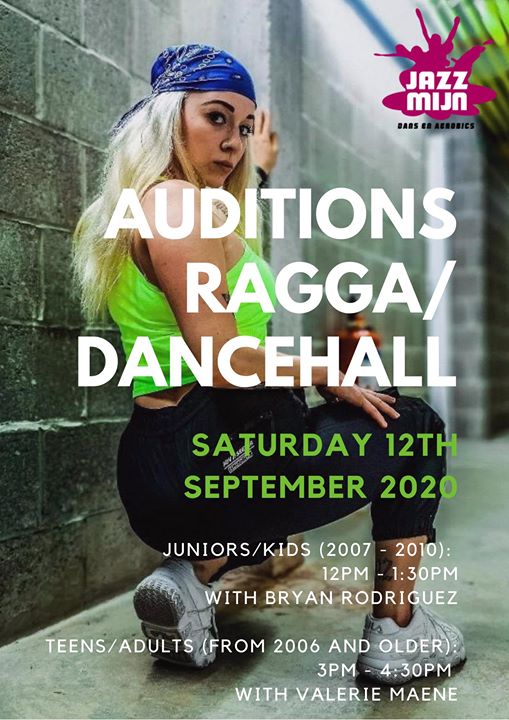 JAZZ
MIJN
DANS EN AEROBICS
AUDITIONS
RAGGA/
DANCEHALL
SATURDAY 12TH
SEPTEMBER 2020
JUNIORS/KIDS (2007 - 2010):
12PM - 1:30PM
WITH BRYAN RODRIGUEZ
TEENS/ADULTS (FROM 2006 AND OLDER):
3PM - 4:30PM
WITH VALERIE MAENE